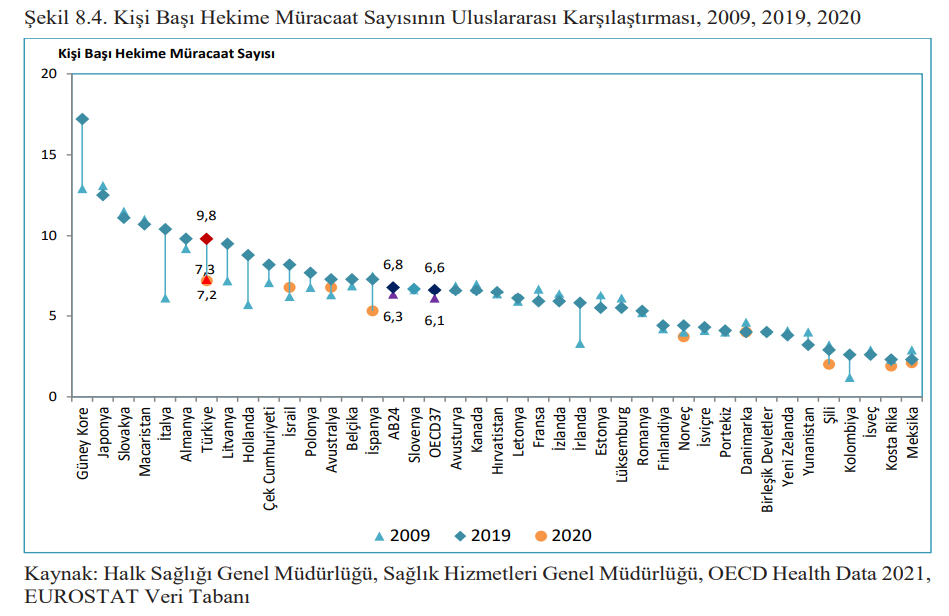 Şekil 8.4. Kişi Başı Hekime Müracaat Sayısının Uluslararası Karşılaştırması, 2009, 2019, 2020
Kişi Başı Hekime Müracaat Sayısı
20
15
10
5
0
9,8
7,3
7,2
6,8
6,3
6,6
6,1
Güney Kore
Japonya
Slovakya
Macaristan
İtalya
Almanya
Türkiye
Litvanya
Hollanda
Çek Cumhuriyeti
İsrail
Polonya
Avustralya
Belçika
İspanya
AB24
OECD37
Slovenya
Avusturya
Kanada
Hırvatistan
Letonya
Fransa
İzlanda
İrlanda
Estonya
Lüksemburg
Romanya
Finlandiya
Norveç
İsviçre
Portekiz
Danimarka
Birleşik Devletler
Yeni Zelanda
Yunanistan
Şili
Kolombiya
İsveç
Kosta Rika
Meksika
2009 2019 2020
Kaynak: Halk Sağlığı Genel Müdürlüğü, Sağlık Hizmetleri Genel Müdürlüğü, OECD Health Data 2021,
EUROSTAT Veri Tabanı